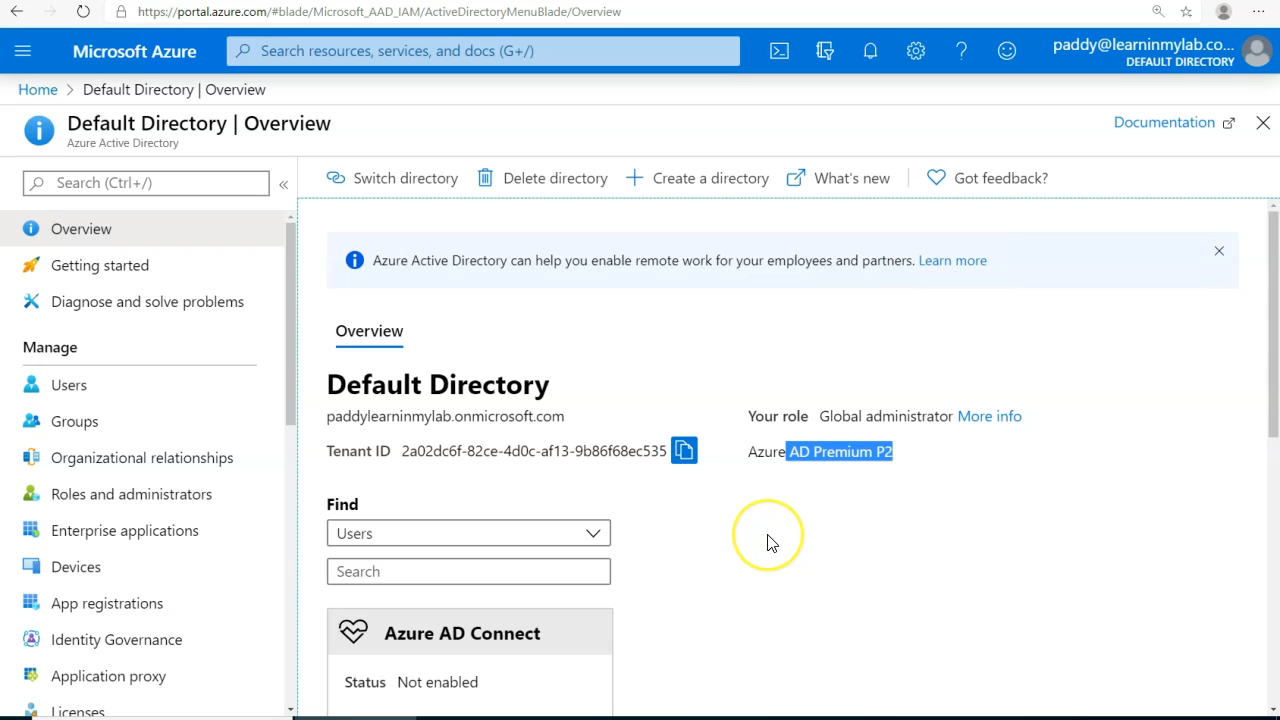 https://portal.azure.com/#blade/Microsoft_AAD_IAM/ActiveDirectoryMenuBlade/Overview
Microsoft Azure
Search resources, services, and docs (G+/)
paddy@learninmylab.co...
DEFAULT DIRECTORY
Home > Default Directory | Overview
Default Directory | Overview
Azure Active Directory
Documentation
Search (Ctrl+/)
«
Switch directory
Delete directory
Create a directory
What's new
Got feedback?
Overview
Getting started
Diagnose and solve problems
Manage
Users
Groups
Organizational relationships
Roles and administrators
Enterprise applications
Devices
App registrations
Identity Governance
Application proxy
Licenses
Azure Active Directory can help you enable remote work for your employees and partners. Learn more
Overview
Default Directory
paddylearninmylab.onmicrosoft.com
Your role Global administrator More info
Tenant ID 2a02dc6f-82ce-4d0c-af13-9b86f68ec535
Azure AD Premium P2
Find
Users
Search
Azure AD Connect
Status Not enabled